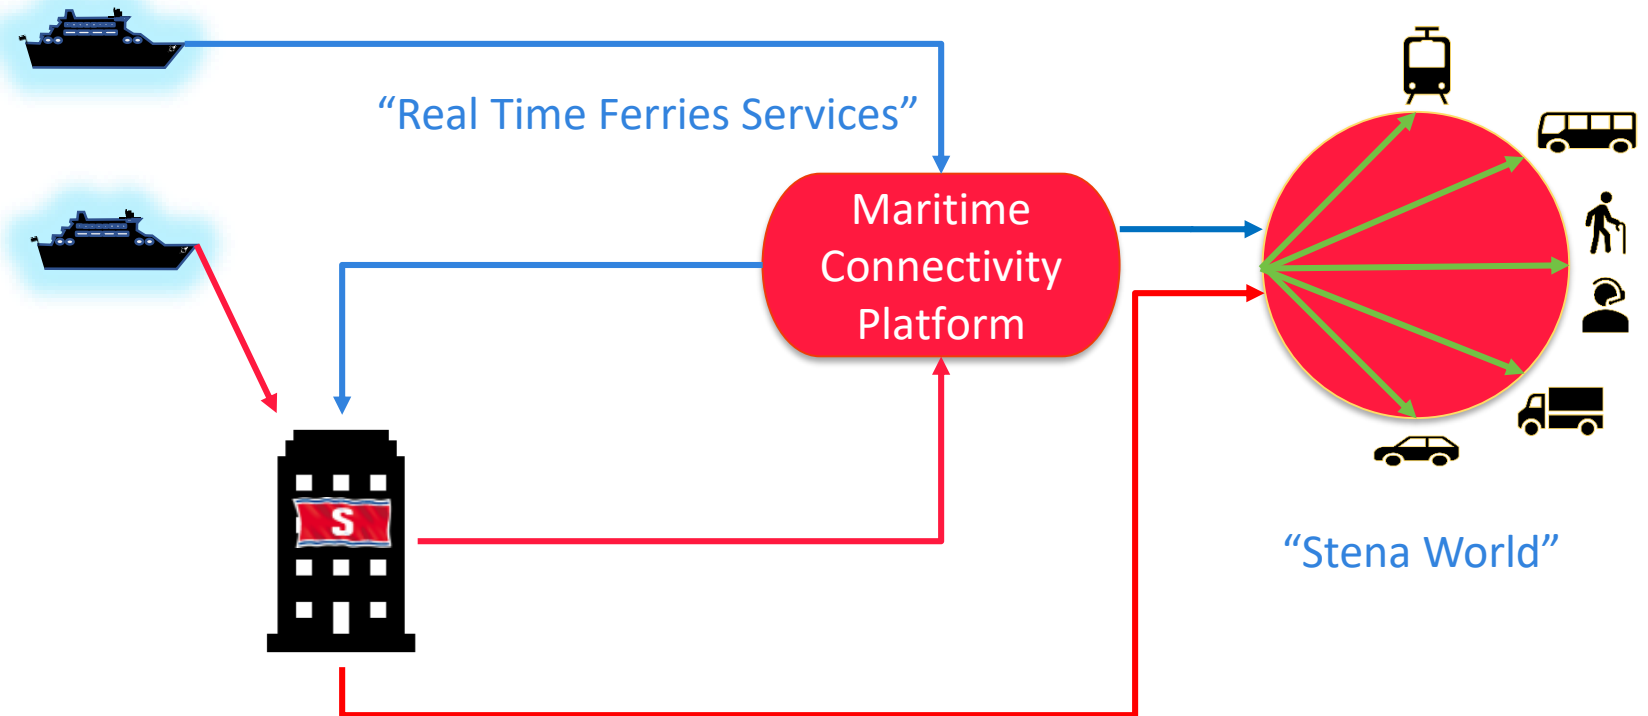 “Real Time Ferries Services”
Maritime
Connectivity
Platform
S
“Stena World”